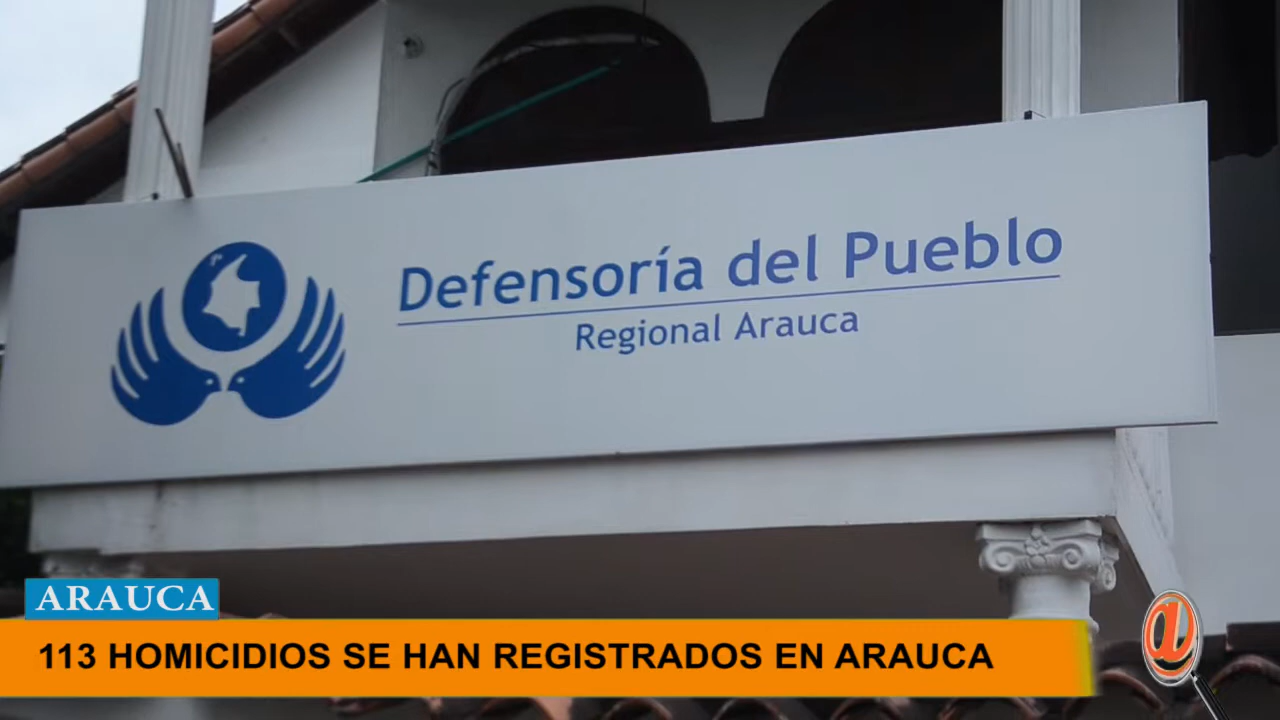 Defensoría del Pueblo
Regional Arauca
ARAUCA
113 HOMICIDIOS SE HAN REGISTRADOS EN ARAUCA
@